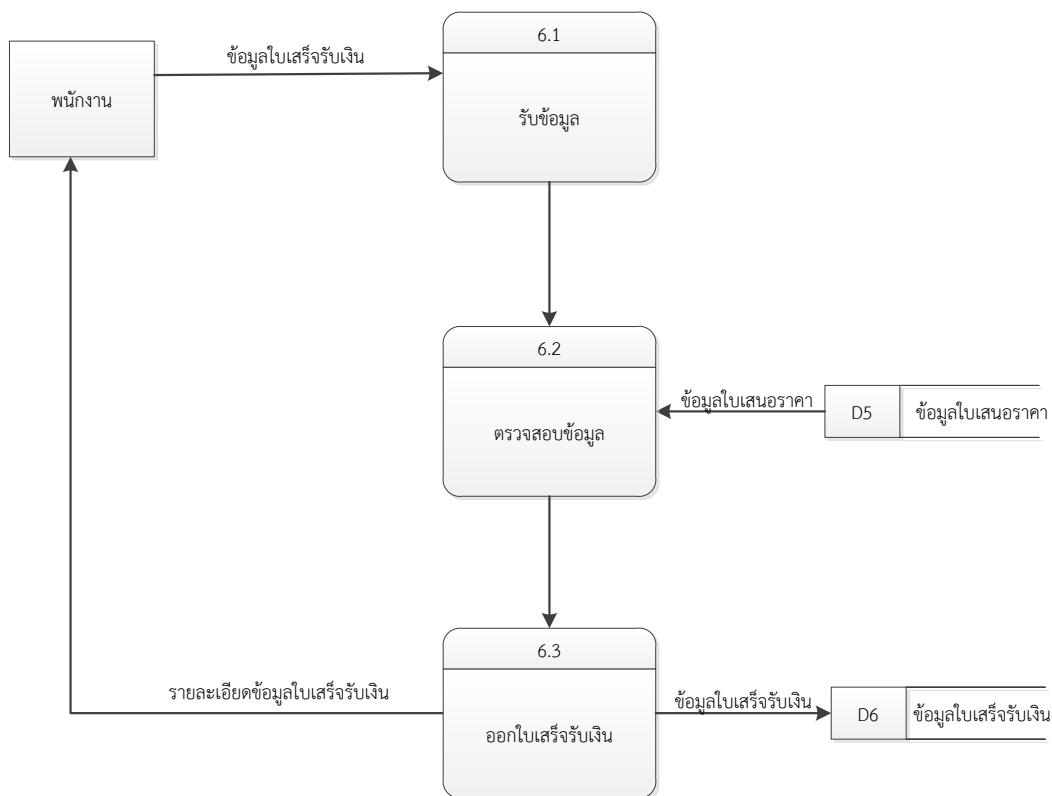 6.1
ข้อมูลใบเสร็จรับเงิน
พนักงาน
รับข้อมูล
6.2
ข้อมูลใบเสนอราคา
D5
ข้อมูลใบเสนอราคา
ตรวจสอบข้อมูล
6.3
รายละเอียดข้อมูลใบเสร็จรับเงิน
ข้อมูลใบเสร็จรับเงิน
D6
ข้อมูลใบเสร็จรับเงิน
ออกใบเสร็จรับเงิน